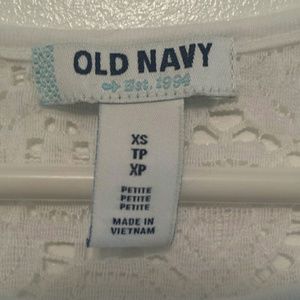 OLD NAVY
Est. 1994
XS
TP
XP
PETITE
PETITE
PETITE
MADE IN
VIETNAM